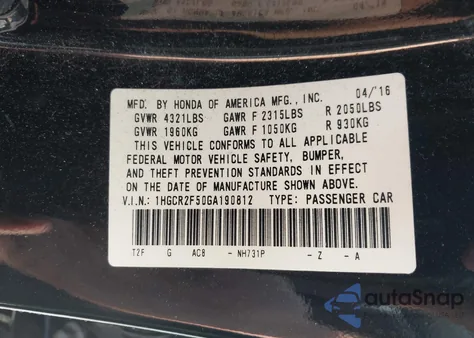 MFD. BY HONDA OF AMERICA MFG., INC. 04/16
GVWR 4321LBS GAWR F 2315LBS R 2050LBS
GVWR 1960KG GAWR F 1050KG R 930KG
THIS VEHICLE CONFORMS TO ALL APPLICABLE
FEDERAL MOTOR VEHICLE SAFETY, BUMPER,
AND THEFT PREVENTION STANDARDS IN EFFECT
ON THE DATE OF MANUFACTURE SHOWN ABOVE.
V.I.N.: 1HGCR2F50GA190812 TYPE: PASSENGER CAR
T2F G AC8 - NH731P - Z - A
autoSnap